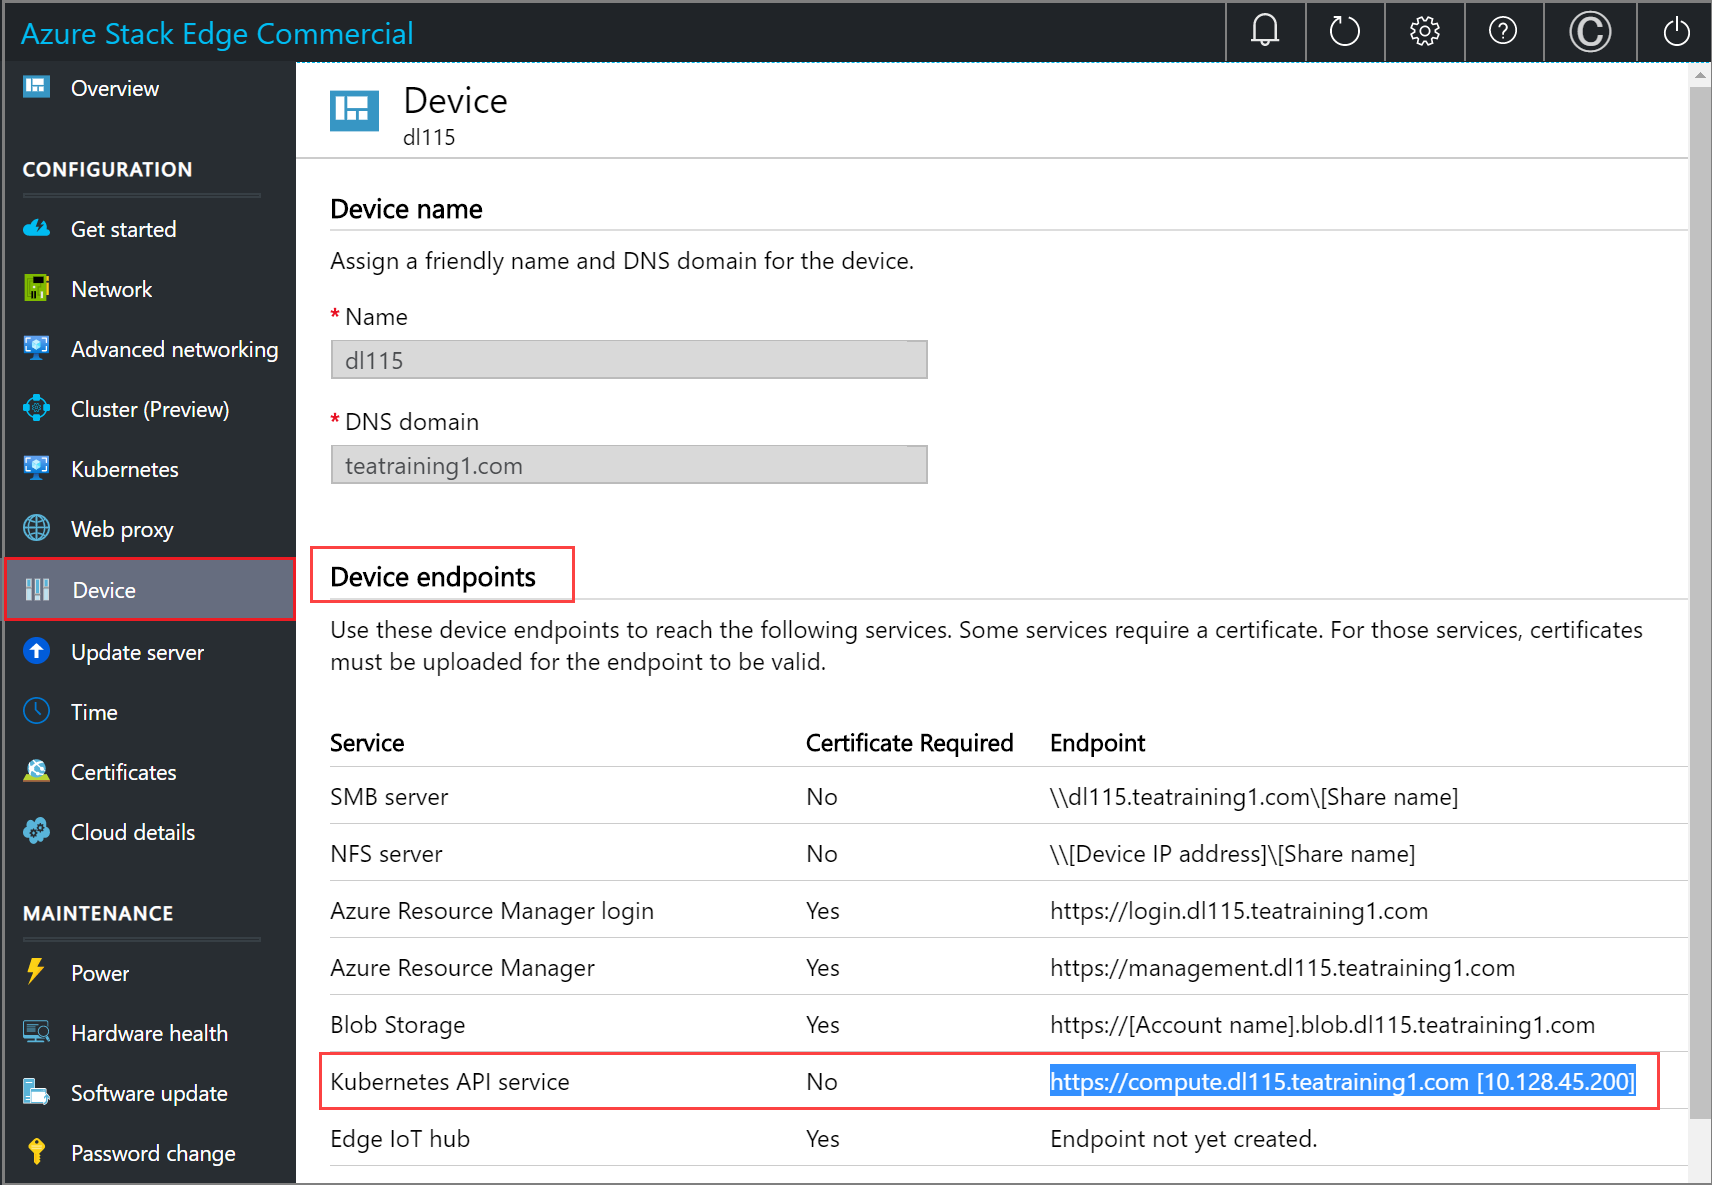 Azure Stack Edge Commercial
Overview
CONFIGURATION
Get started
Network
Advanced networking
Cluster (Preview)
Kubernetes
Web proxy
Device
Update server
Time
Certificates
Cloud details
MAINTENANCE
Power
Hardware health
Software update
Password change
Device
dl115
Device name
Assign a friendly name and DNS domain for the device.
* Name
dl115
* DNS domain
teatraining1.com
Device endpoints
Use these device endpoints to reach the following services. Some services require a certificate. For those services, certificates
must be uploaded for the endpoint to be valid.
Service Certificate Required Endpoint
SMB server No \\dl115.teatraining1.com\[Share name]
NFS server No \\[Device IP address]\[Share name]
Azure Resource Manager login Yes https://login.dl115.teatraining1.com
Azure Resource Manager Yes https://management.dl115.teatraining1.com
Blob Storage Yes https://[Account name].blob.dl115.teatraining1.com
Kubernetes API service No https://compute.dl115.teatraining1.com [10.128.45.200]
Edge IoT hub Yes Endpoint not yet created.